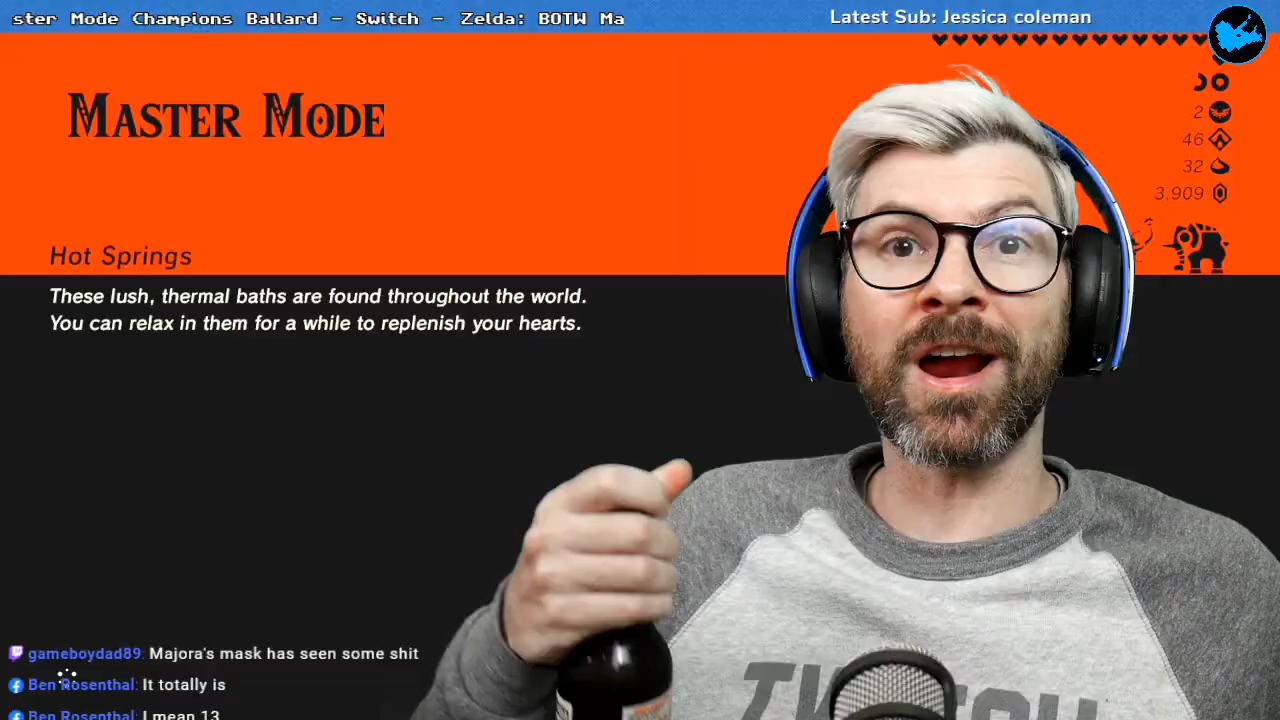 ster Mode Champions Ballard - Switch - Zelda: BOTW Ma
Latest Sub: Jessica coleman
MASTER MODE
2
46
32
3,909
Hot Springs
These lush, thermal baths are found throughout the world.
You can relax in them for a while to replenish your hearts.
gameboydad89: Majora's mask has seen some shit
Ben Rosenthal: It totally is
Ben Rosenthal: I mean 13